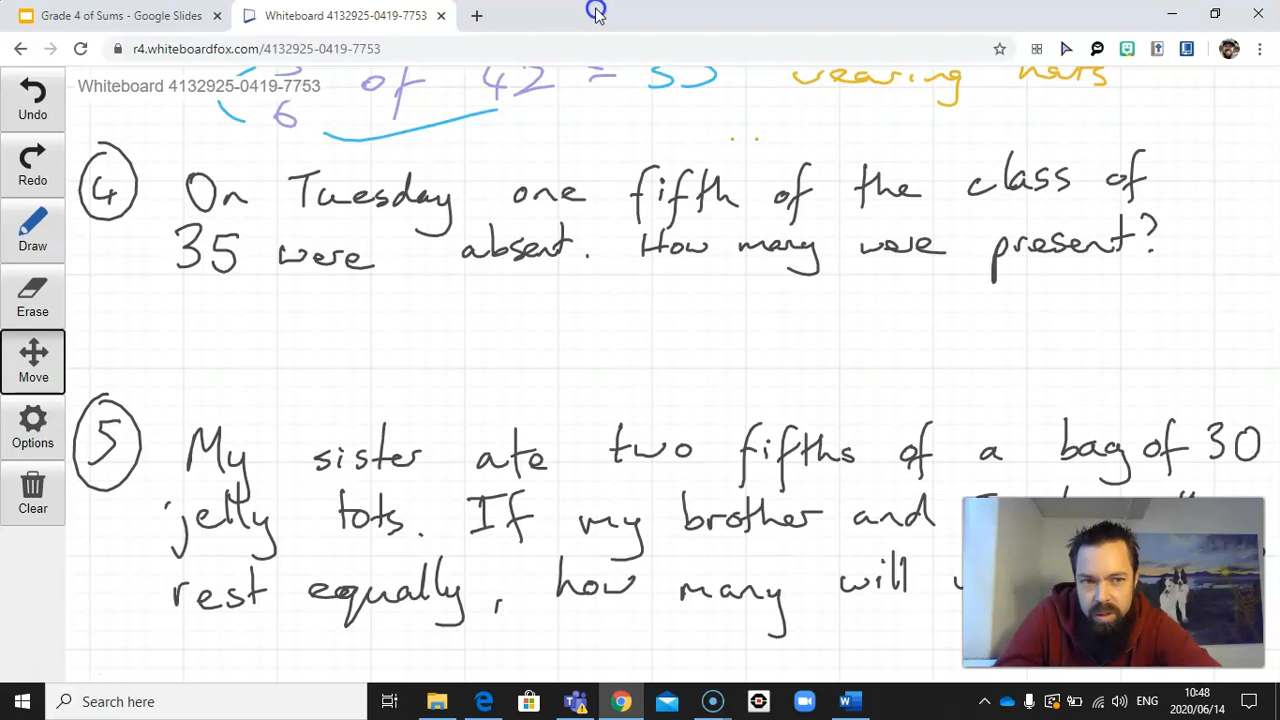 Grade 4 of Sums - Google Slides
Whiteboard 4132925-0419-7753
r4.whiteboardfox.com/4132925-0419-7753
Whiteboard 4132925-0419-7753
6 of 42 = wearing hats
Undo
Redo
Draw
Erase
Move
Options
Clear
4 On Tuesday one fifth of the class of
35 were absent. How many were present?
5 My sister ate two fifths of a bag of 30
jelly tots. If my brother and
rest equally, how many will
Search here
ENG
10:48
2020/06/14